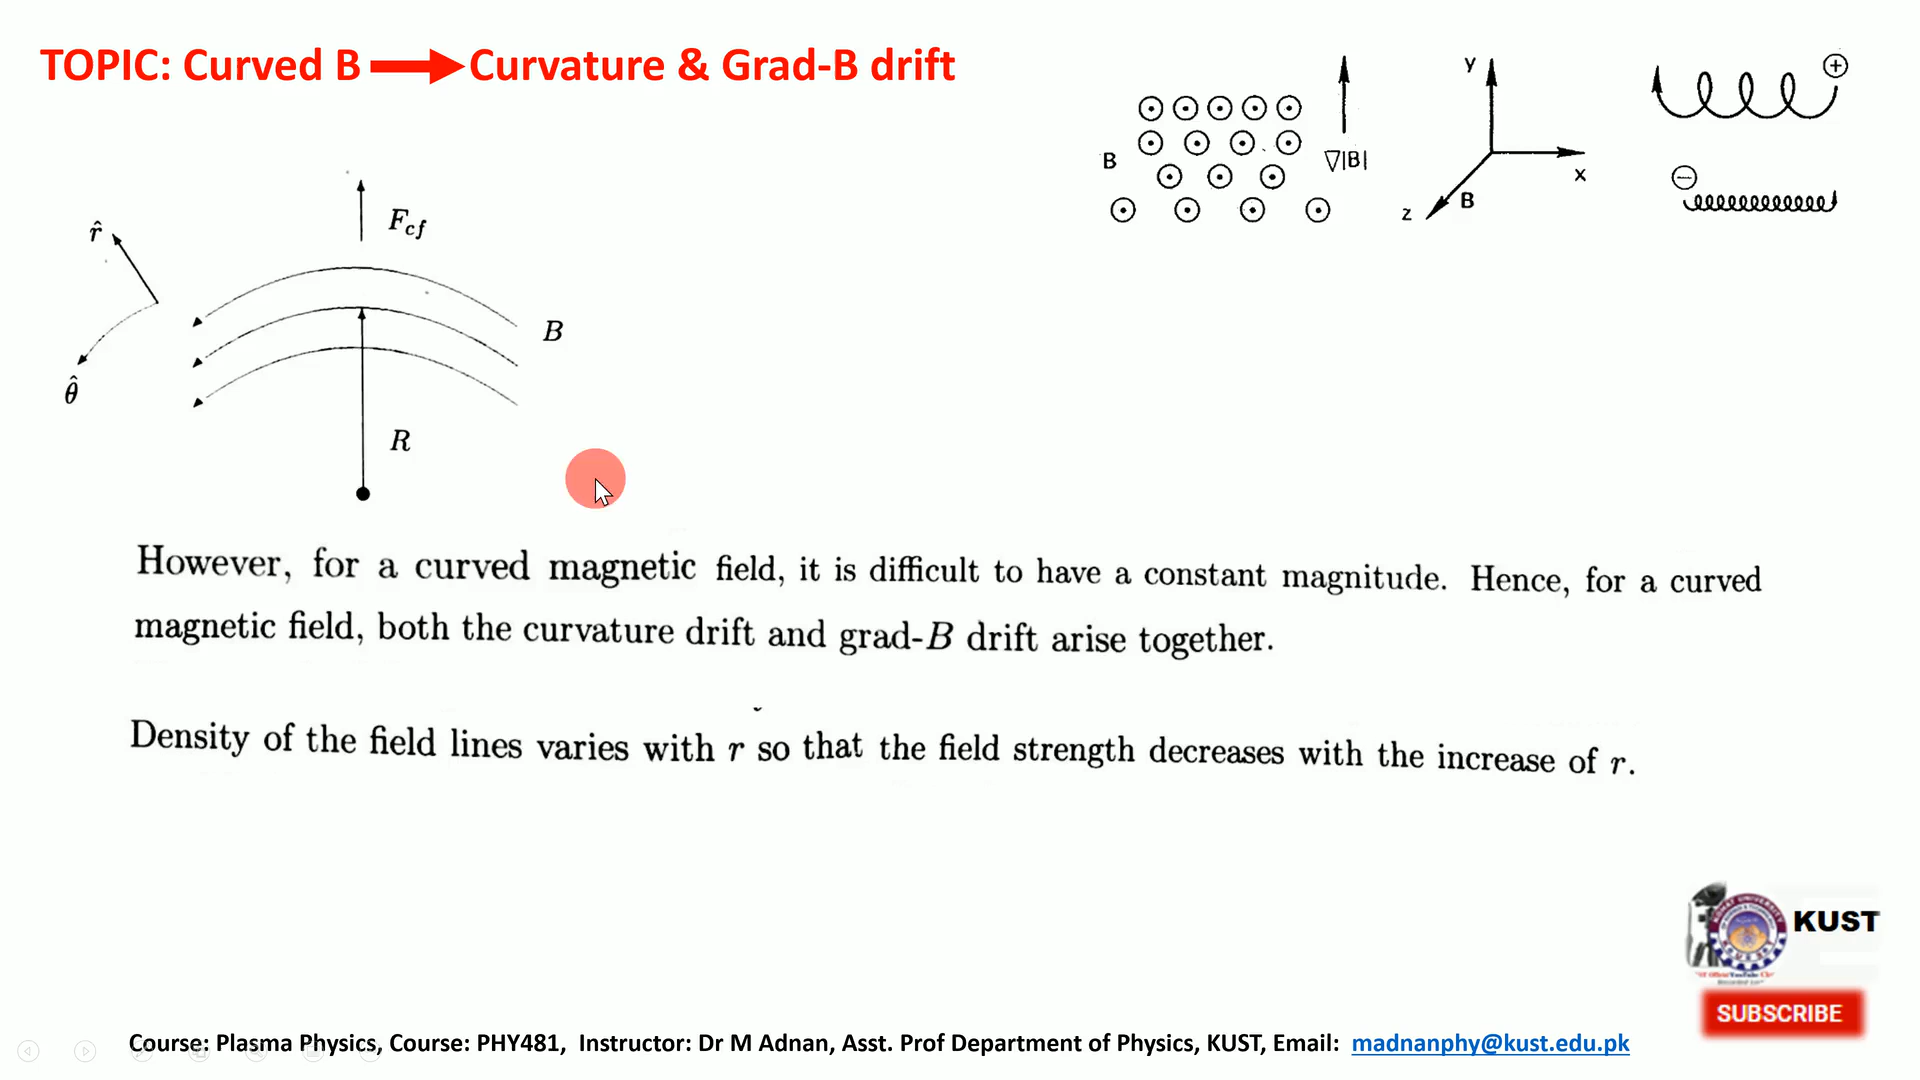 TOPIC: Curved B Curvature & Grad-B drift
y
B
∇|B|
x
z
B
F_cf
r̂
B
θ̂
R
However, for a curved magnetic field, it is difficult to have a constant magnitude. Hence, for a curved
magnetic field, both the curvature drift and grad-B drift arise together.
Density of the field lines varies with r so that the field strength decreases with the increase of r.
KUST
SUBSCRIBE
Course: Plasma Physics, Course: PHY481, Instructor: Dr M Adnan, Asst. Prof Department of Physics, KUST, Email: madnanphy@kust.edu.pk